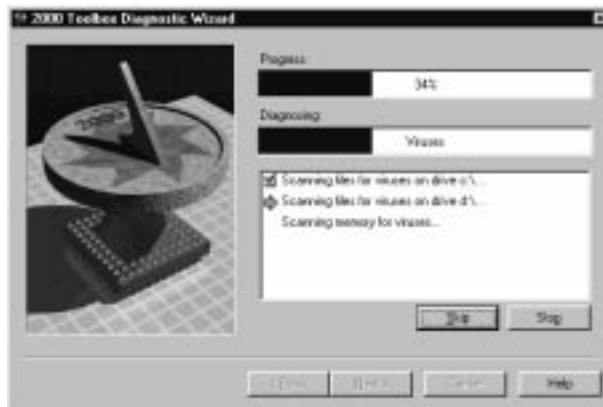 2000 Toolbox Diagnostic Wizard
2000
Progress:
34%
Diagnosing:
Viruses
Scanning files for viruses on drive c:\...
Scanning files for viruses on drive d:\...
Scanning memory for viruses...
Skip
Stop
Help